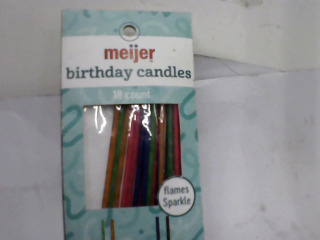 meijer
birthday candles
18 count
flames
Sparkle